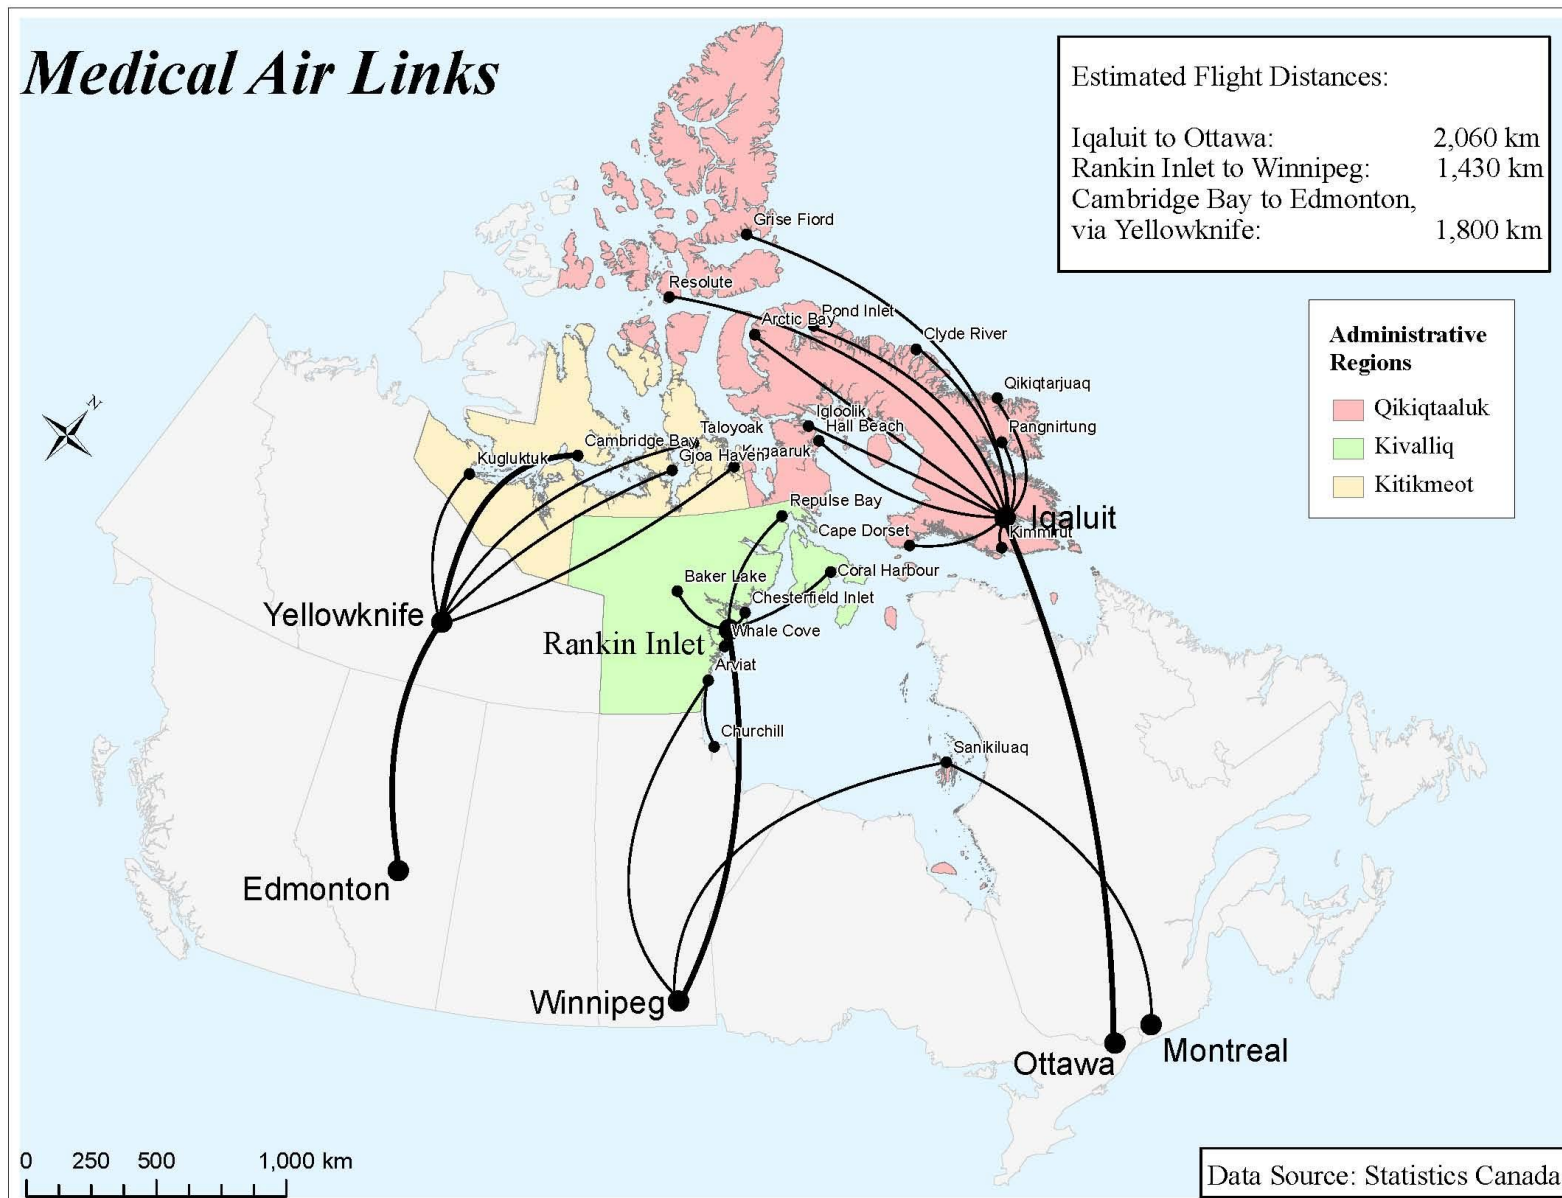 Medical Air Links
Estimated Flight Distances:
Iqaluit to Ottawa: 2,060 km
Rankin Inlet to Winnipeg: 1,430 km
Cambridge Bay to Edmonton,
via Yellowknife: 1,800 km
Administrative
Regions
Qikiqtaaluk
Kivalliq
Kitikmeot
N
Grise Fiord
Resolute
Arctic Bay
Pond Inlet
Clyde River
Qikiqtarjuaq
Igloolik
Hall Beach
Pangnirtung
Taloyoak
Cambridge Bay
Gjoa Haven
Kugaaruk
Kugluktuk
Repulse Bay
Cape Dorset
Iqaluit
Kimmirut
Coral Harbour
Baker Lake
Chesterfield Inlet
Yellowknife
Rankin Inlet
Whale Cove
Arviat
Churchill
Sanikiluaq
Edmonton
Winnipeg
Ottawa
Montreal
0 250 500 1,000 km
Data Source: Statistics Canada